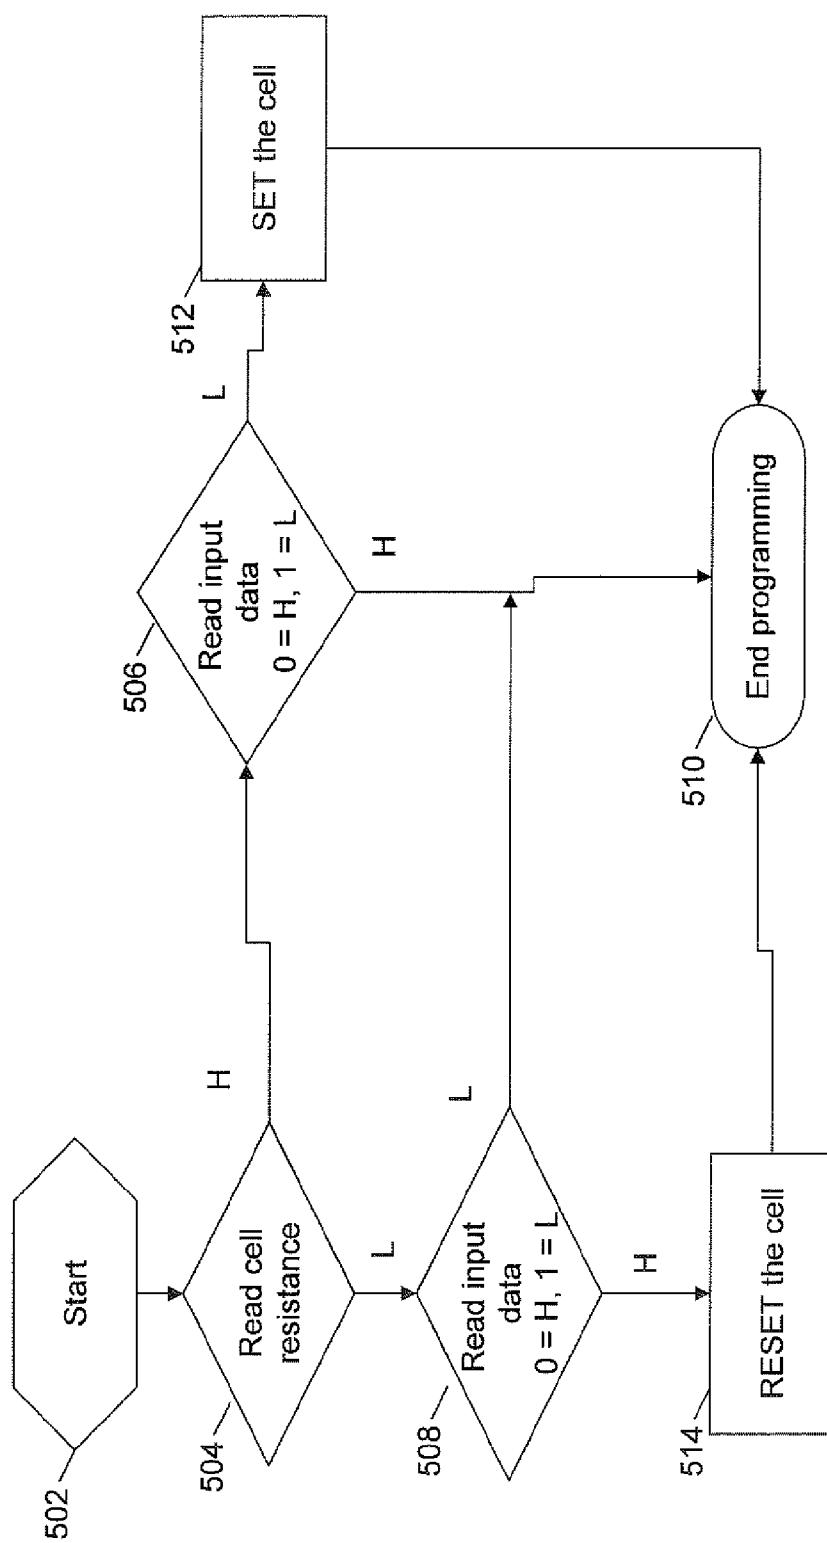 502
Start
504
Read cell
resistance
H
L
506
Read input
data
0 = H, 1 = L
L
H
512
SET the cell
508
Read input
data
0 = H, 1 = L
L
H
514
RESET the cell
510
End programming